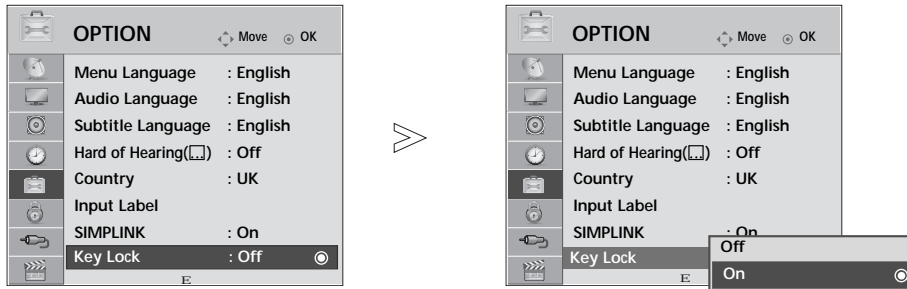 OPTION Move OK
Menu Language : English
Audio Language : English
Subtitle Language : English
Hard of Hearing( ) : Off
Country : UK
Input Label
SIMPLINK : On
Key Lock : Off
E
>
OPTION Move OK
Menu Language : English
Audio Language : English
Subtitle Language : English
Hard of Hearing( ) : Off
Country : UK
Input Label
SIMPLINK : On
Key Lock
Off
On
E